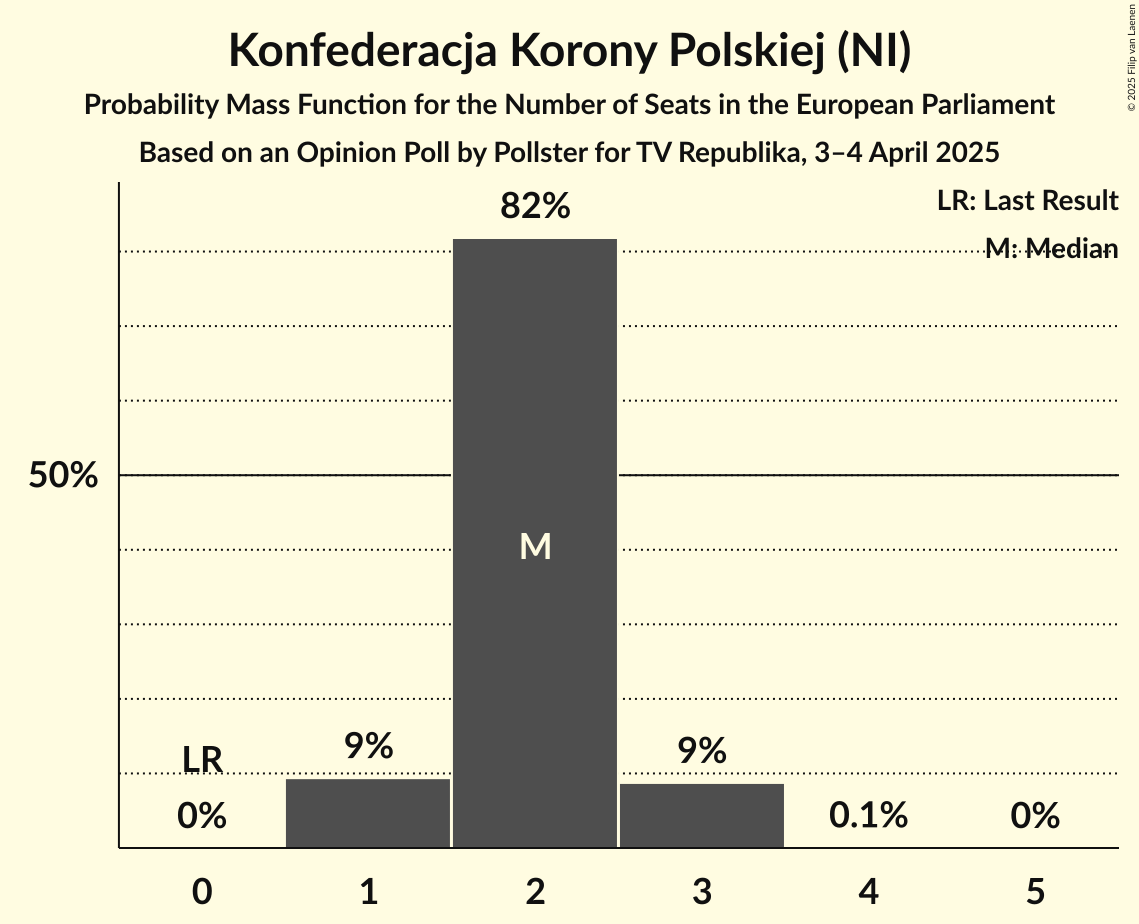 Konfederacja Korony Polskiej (NI)
Probability Mass Function for the Number of Seats in the European Parliament
Based on an Opinion Poll by Pollster for TV Republika, 3–4 April 2025
© 2025 Filip van Laenen
LR: Last Result
M: Median
82%
50%
M
LR
9%
9%
0%
0.1%
0%
0 1 2 3 4 5